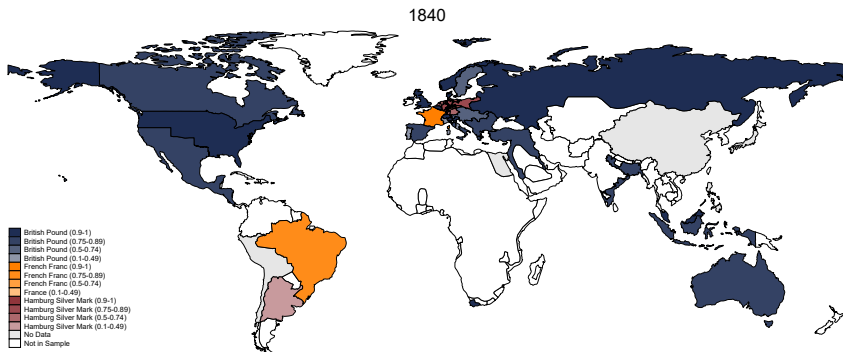 1840
British Pound (0.9-1)
British Pound (0.75-0.89)
British Pound (0.5-0.74)
British Pound (0.1-0.49)
French Franc (0.9-1)
French Franc (0.75-0.89)
French Franc (0.5-0.74)
France (0.1-0.49)
Hamburg Silver Mark (0.9-1)
Hamburg Silver Mark (0.75-0.89)
Hamburg Silver Mark (0.5-0.74)
Hamburg Silver Mark (0.1-0.49)
No Data
Not in Sample